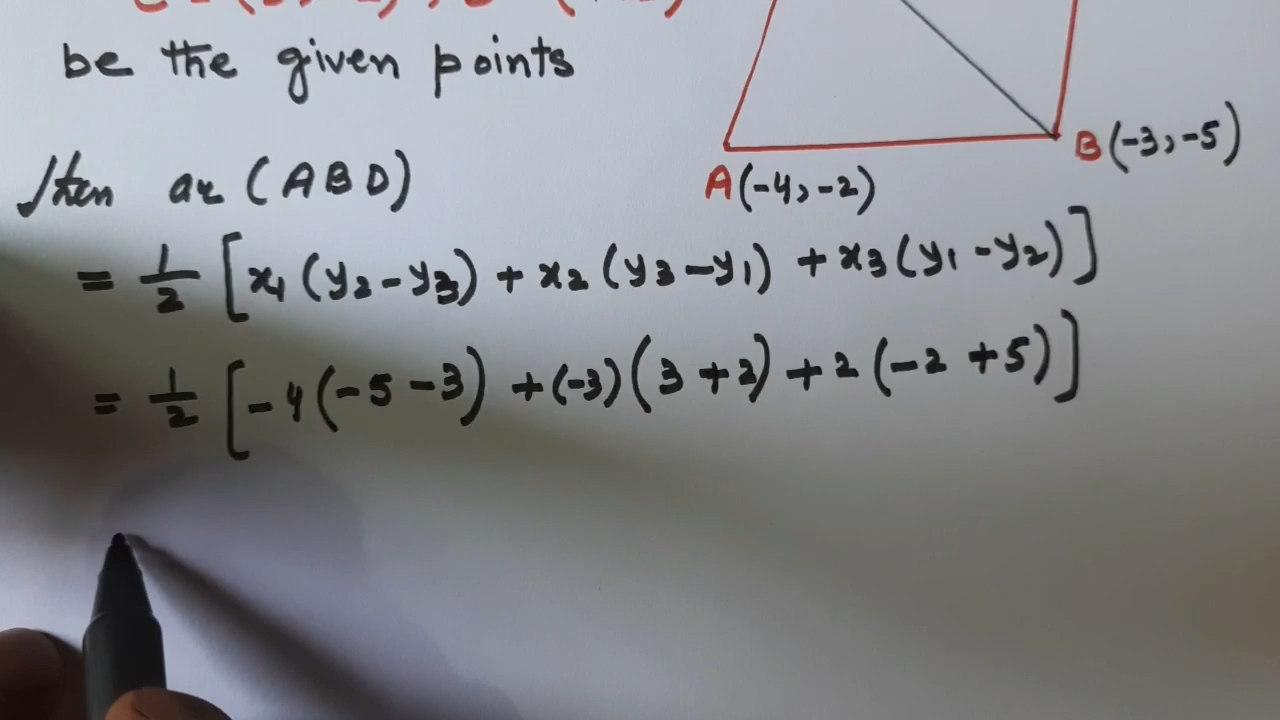 be the given points
B (-3, -5)
Then ar (ABD)
A (-4, -2)
= 1/2 [x1 (y2 - y3) + x2 (y3 - y1) + x3 (y1 - y2)]
= 1/2 [-4 (-5 - 3) + (-3) (3 + 2) + 2 (-2 + 5)]